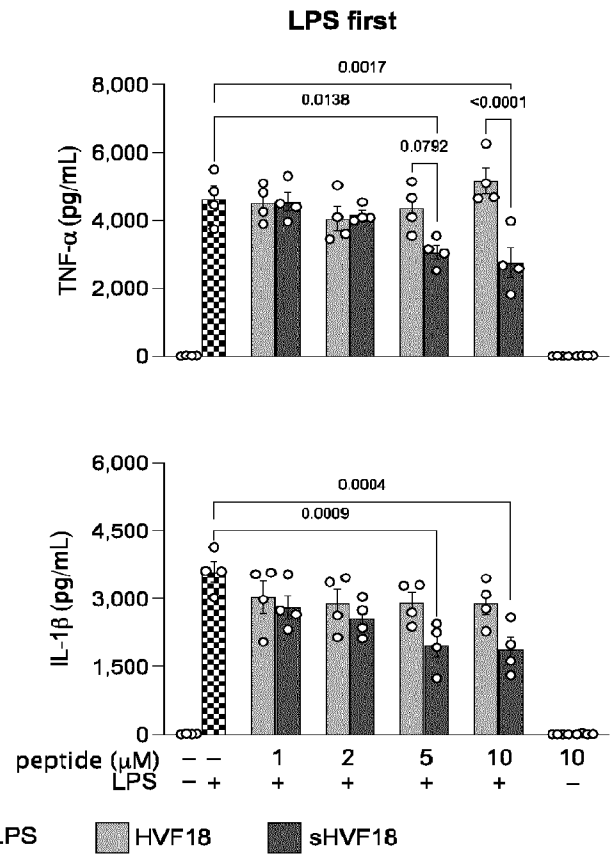 LPS first
0.0017
0.0138
<0.0001
0.0792
8,000
6,000
4,000
2,000
0
TNF-α (pg/mL)
6,000
4,500
3,000
1,500
0
IL-1β (pg/mL)
0.0004
0.0009
peptide (μM) – – 1 2 5 10 10
LPS – + + + + + –
LPS HVF18 sHVF18